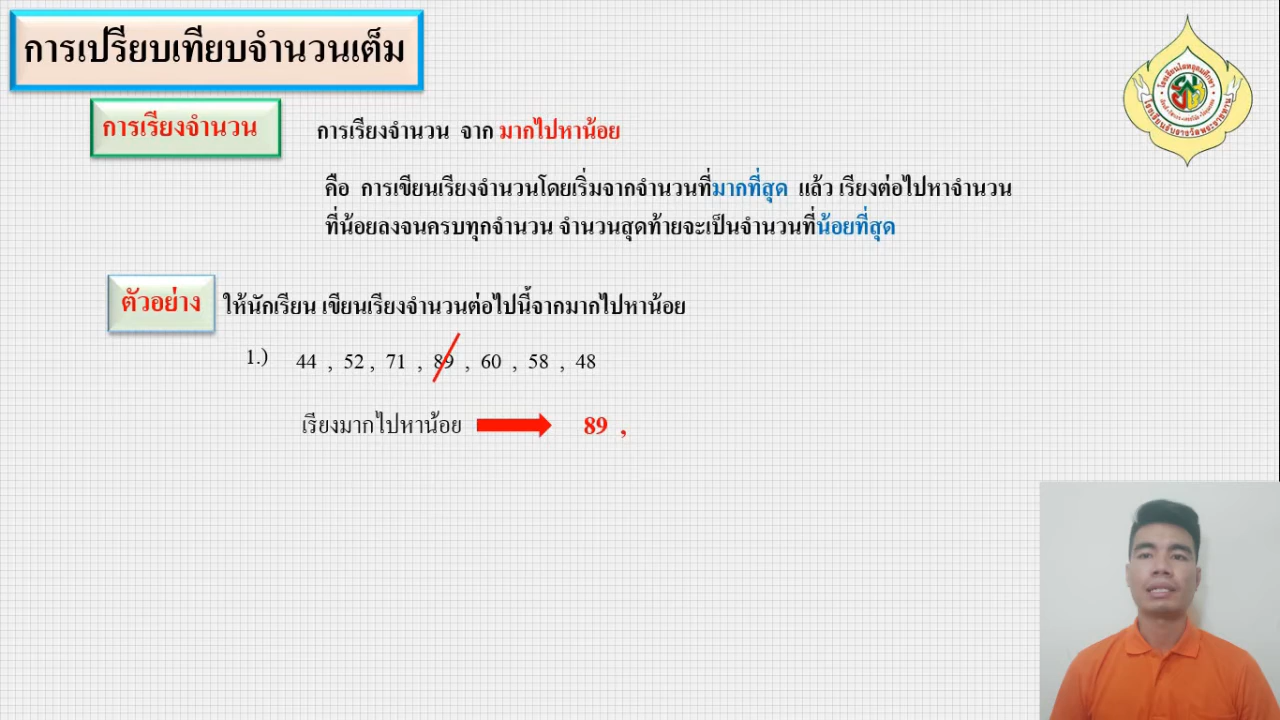 การเปรียบเทียบจำนวนเต็ม
การเรียงจำนวน
การเรียงจำนวน จาก มากไปหาน้อย
คือ การเขียนเรียงจำนวนโดยเริ่มจากจำนวนที่มากที่สุด แล้ว เรียงต่อไปหาจำนวน
ที่น้อยลงจนครบทุกจำนวน จำนวนสุดท้ายจะเป็นจำนวนที่น้อยที่สุด
ตัวอย่าง ให้นักเรียน เขียนเรียงจำนวนต่อไปนี้จากมากไปหาน้อย
1.) 44 , 52 , 71 , 89 , 60 , 58 , 48
เรียงมากไปหาน้อย 89 ,